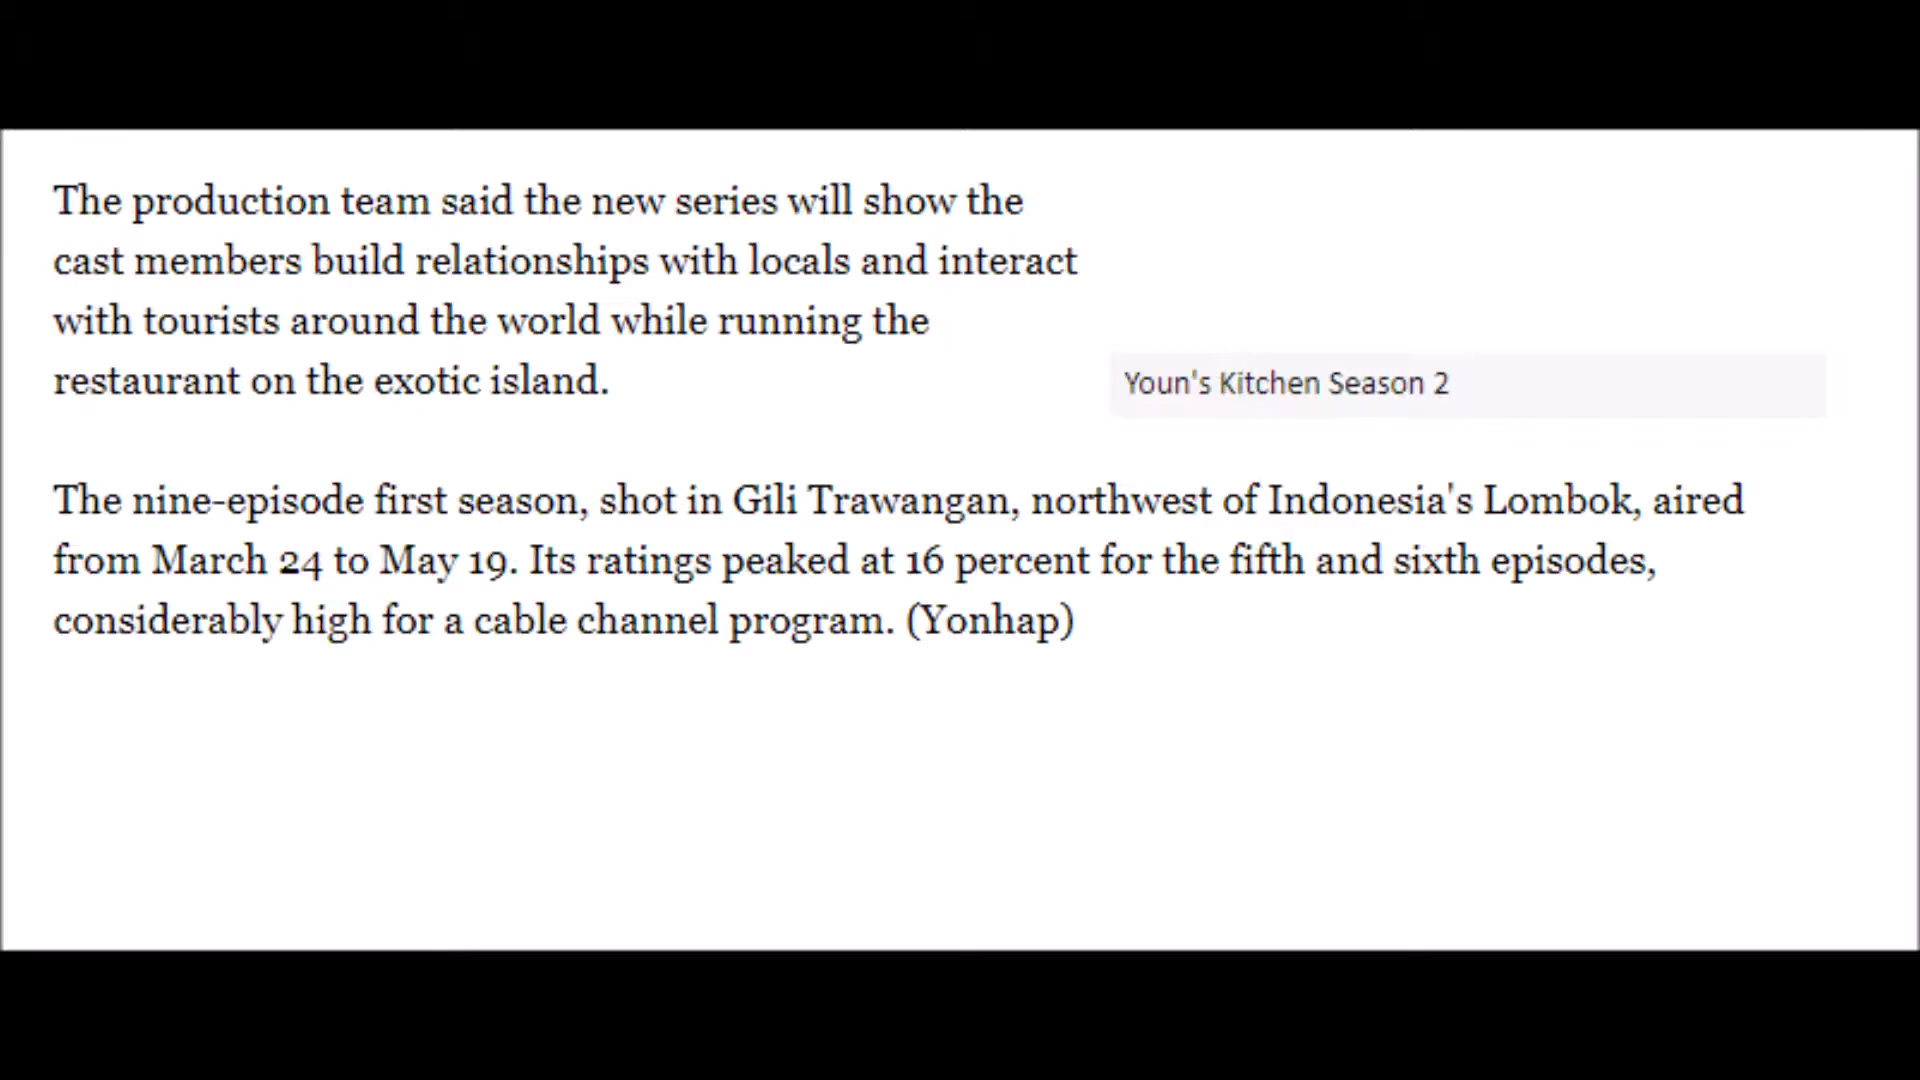 The production team said the new series will show the
cast members build relationships with locals and interact
with tourists around the world while running the
restaurant on the exotic island.
Youn's Kitchen Season 2
The nine-episode first season, shot in Gili Trawangan, northwest of Indonesia's Lombok, aired
from March 24 to May 19. Its ratings peaked at 16 percent for the fifth and sixth episodes,
considerably high for a cable channel program. (Yonhap)